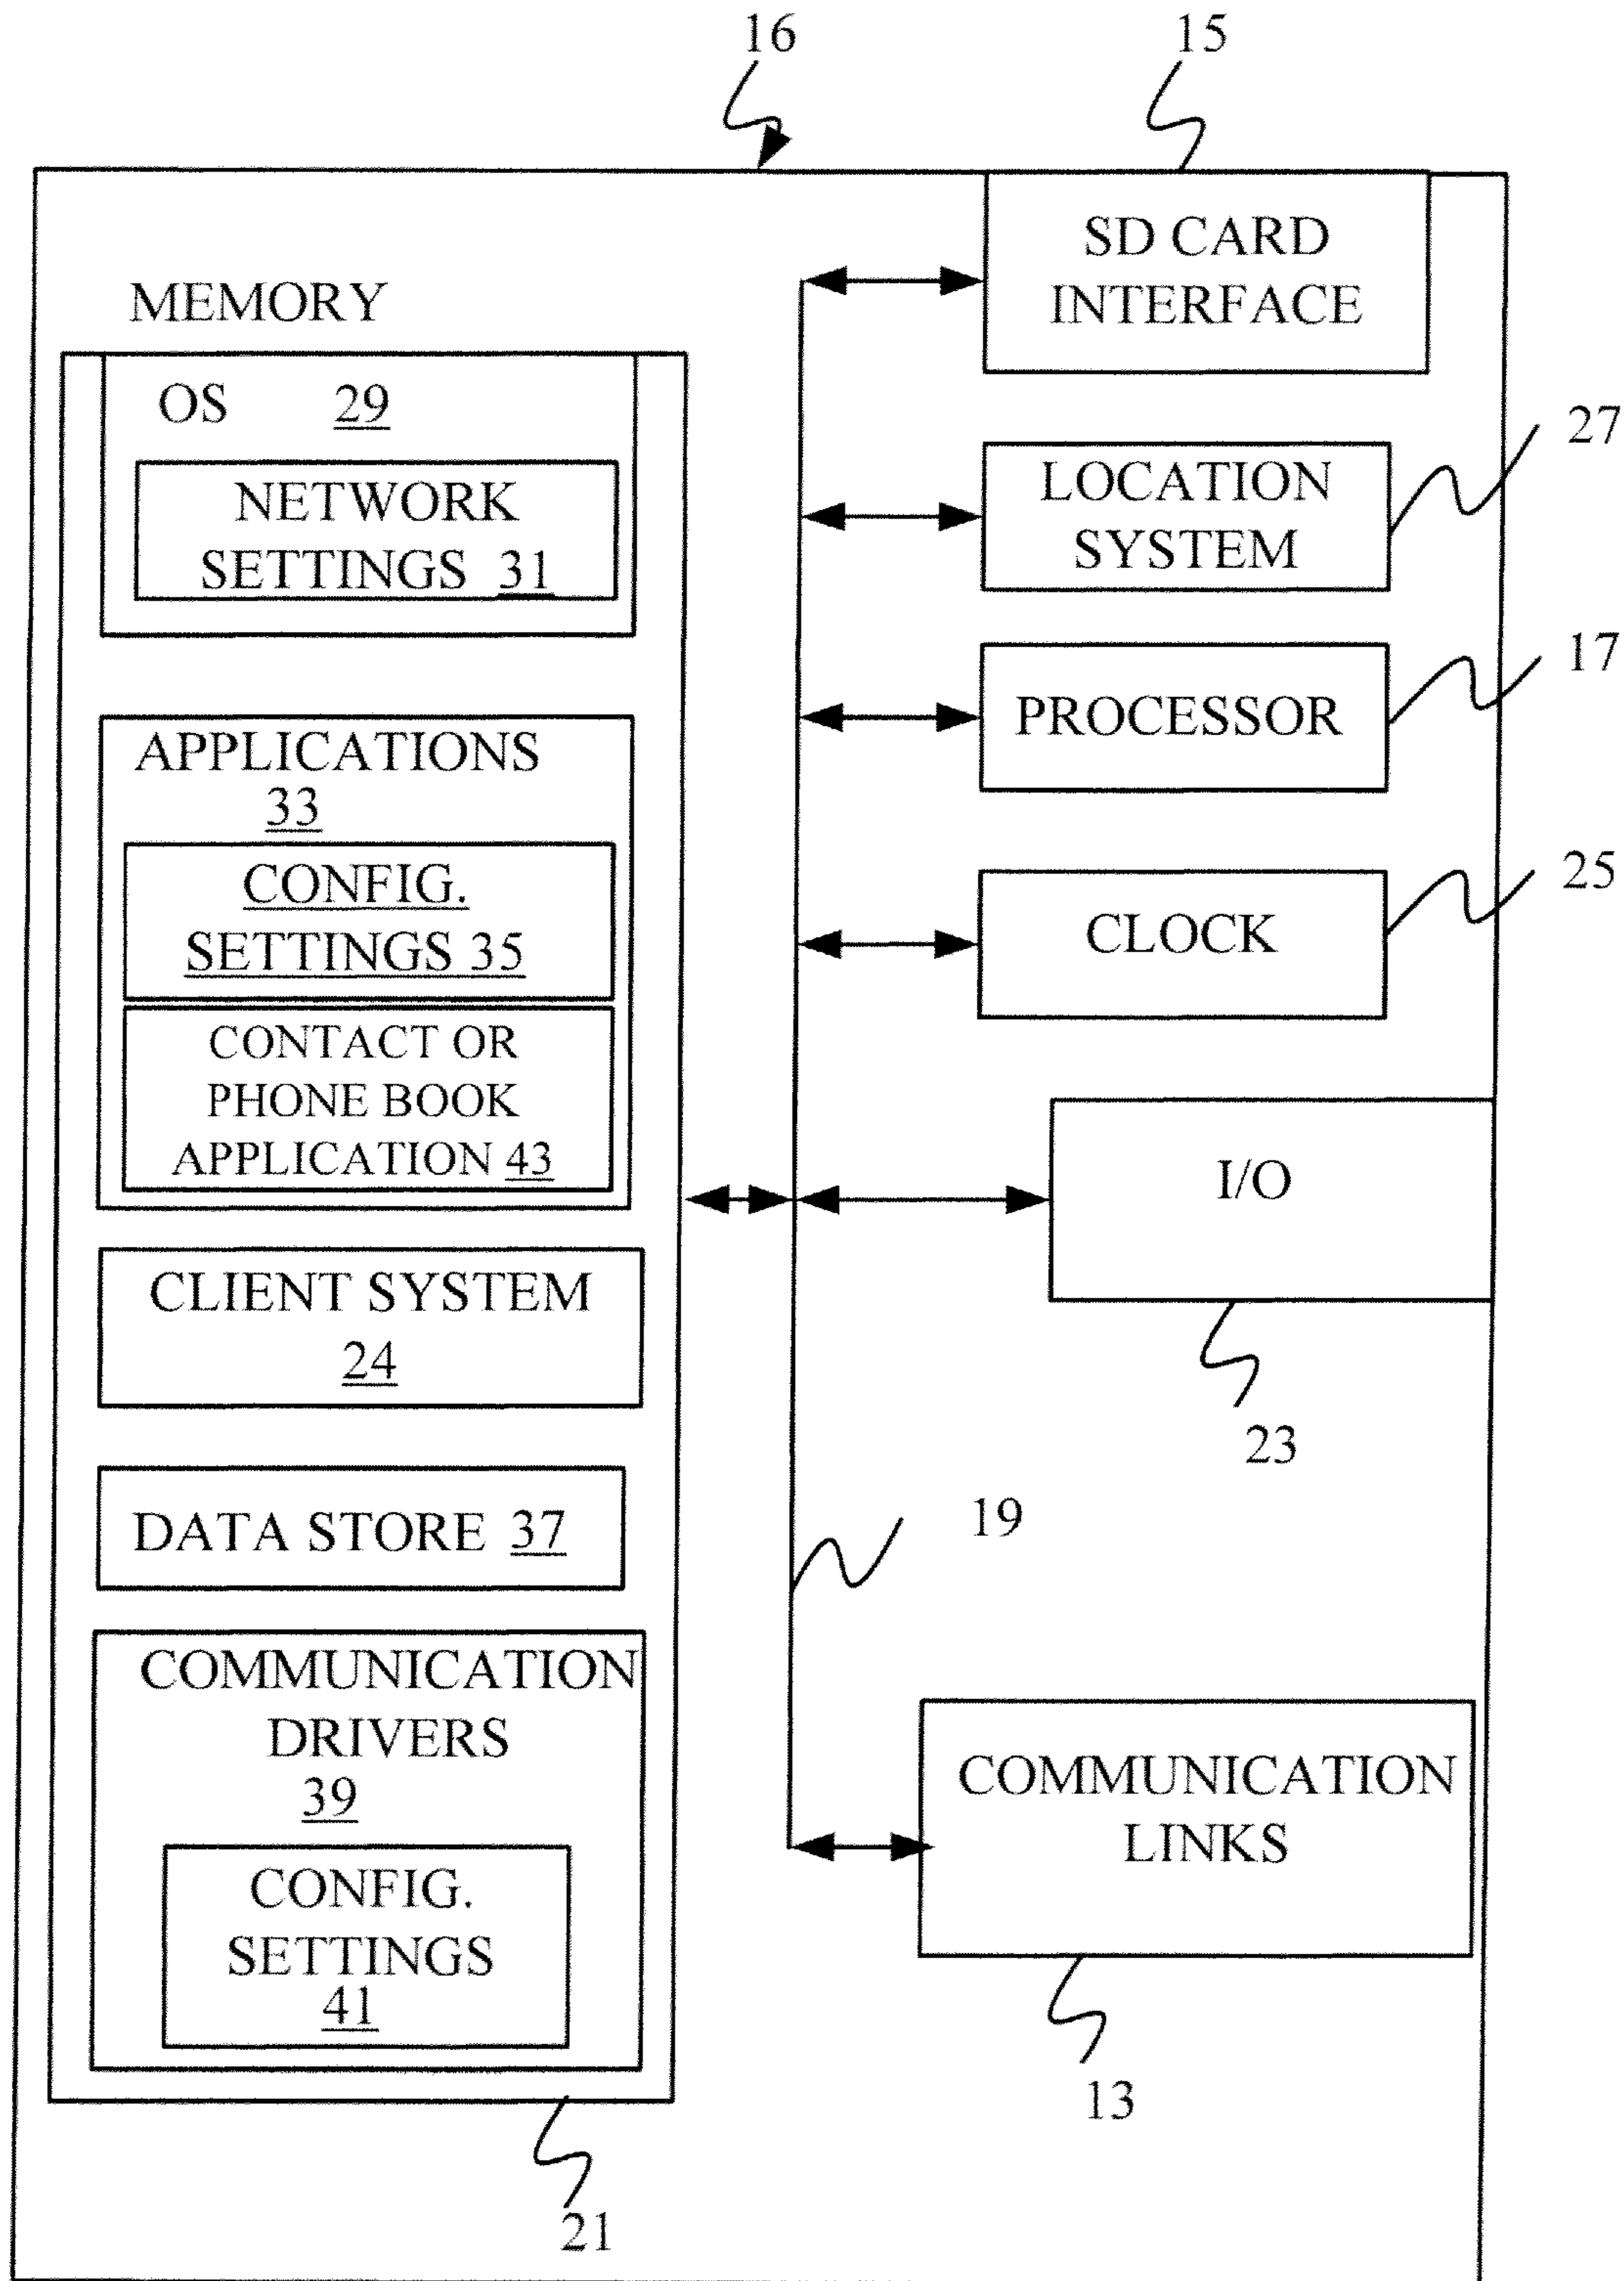 16
15
SD CARD
INTERFACE
MEMORY
OS 29
NETWORK
SETTINGS 31
27
LOCATION
SYSTEM
17
PROCESSOR
APPLICATIONS
33
CONFIG.
SETTINGS 35
25
CLOCK
CONTACT OR
PHONE BOOK
APPLICATION 43
I/O
23
CLIENT SYSTEM
24
DATA STORE 37
19
COMMUNICATION
DRIVERS
39
CONFIG.
SETTINGS
41
COMMUNICATION
LINKS
13
21